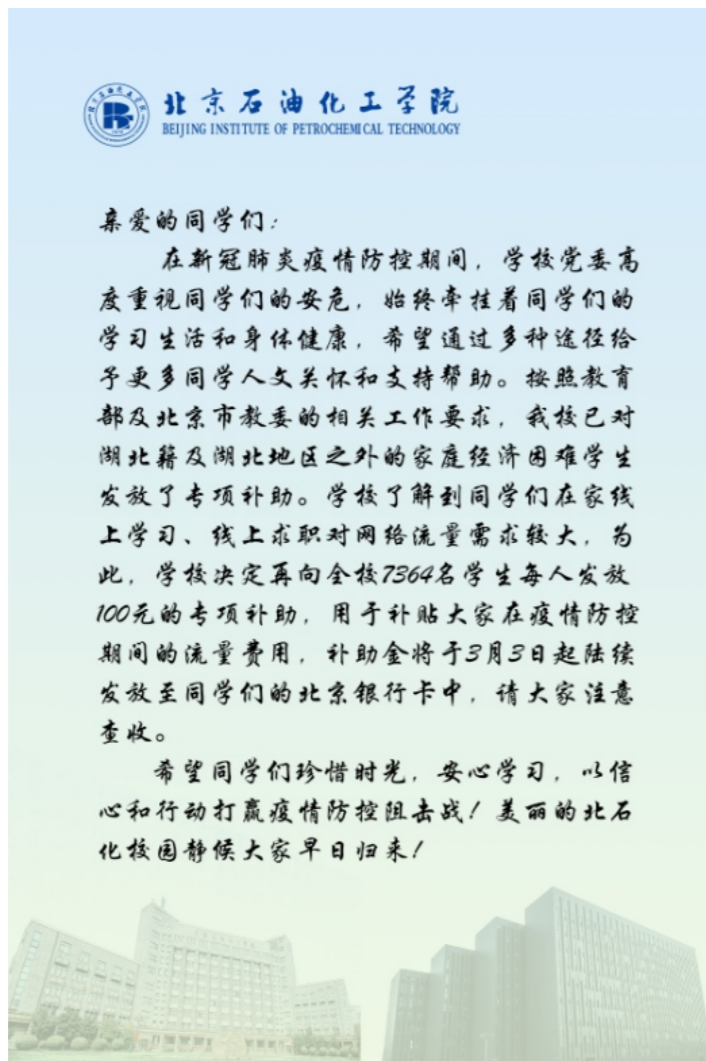 北京石油化工学院
BEIJING INSTITUTE OF PETROCHEMICAL TECHNOLOGY
亲爱的同学们：
在新冠肺炎疫情防控期间，学校党委高
度重视同学们的安危，始终牵挂着同学们的
学习生活和身体健康，希望通过多种途径给
予更多同学人文关怀和支持帮助。按照教育
部及北京市教委的相关工作要求，我校已对
湖北籍及湖北地区之外的家庭经济困难学生
发放了专项补助。学校了解到同学们在家线
上学习、线上求职对网络流量需求较大，为
此，学校决定再向全校7364名学生每人发放
100元的专项补助，用于补贴大家在疫情防控
期间的流量费用，补助金将于3月3日起陆续
发放至同学们的北京银行卡中，请大家注意
查收。
希望同学们珍惜时光，安心学习，以信
心和行动打赢疫情防控阻击战！美丽的北石
化校园静候大家早日归来！